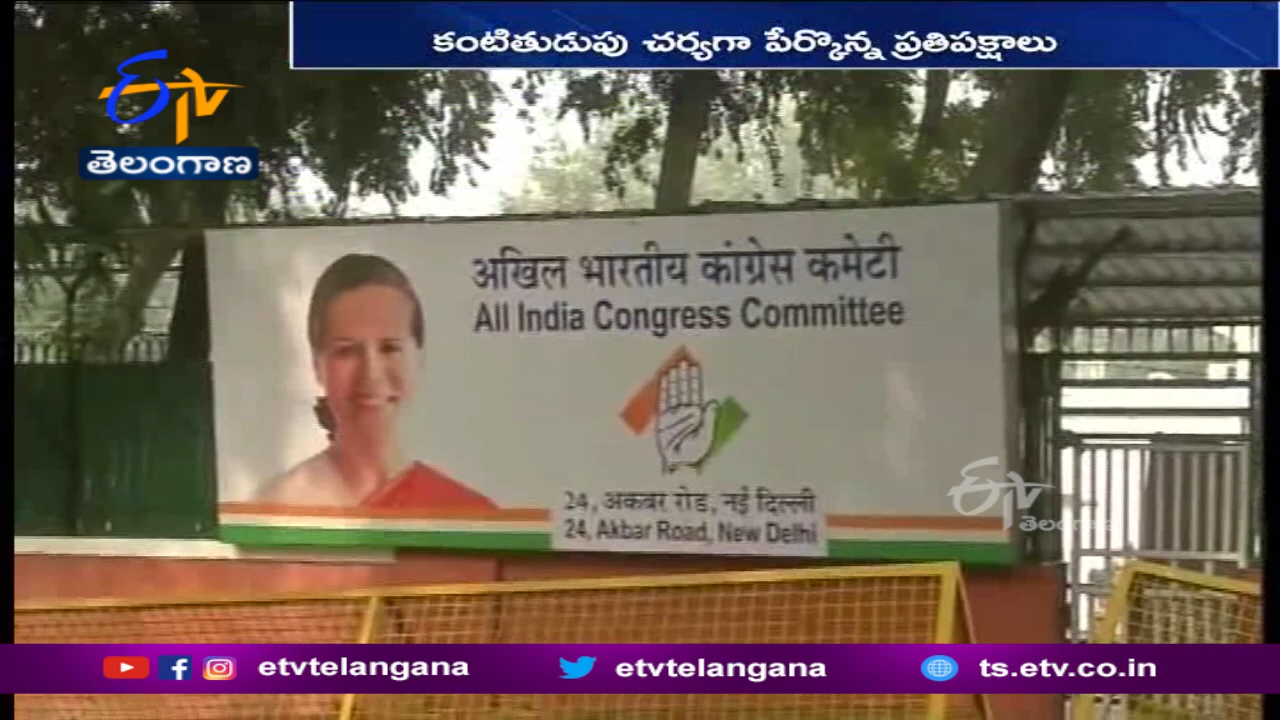 కంటితుడుపు చర్యగా పేర్కొన్న ప్రతిపక్షాలు
ETV
తెలంగాణ
अखिल भारतीय कांग्रेस कमेटी
All India Congress Committee
24, अकबर रोड, नई दिल्ली
24, Akbar Road, New Delhi
ETV
తెలంగాణ
etvtelangana
etvtelangana
ts.etv.co.in